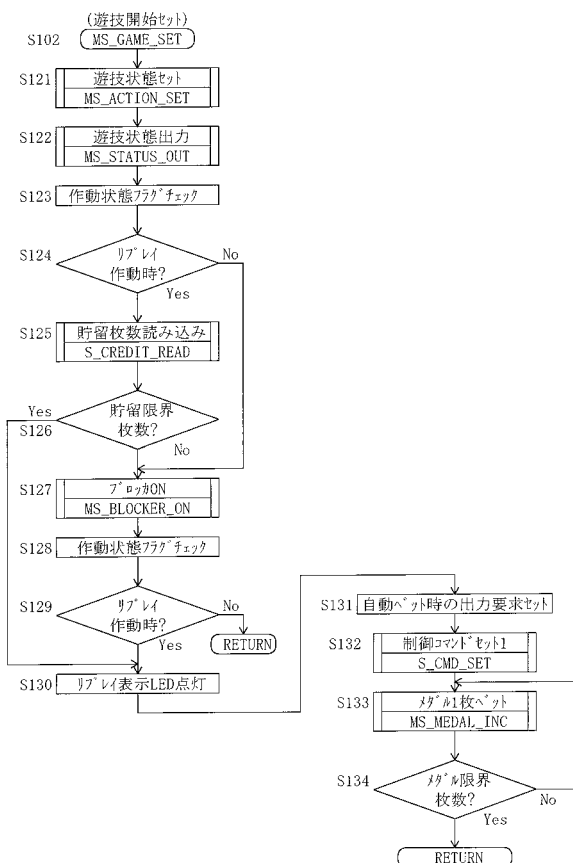 (遊技開始セット)
S102 MS_GAME_SET
S121 遊技状態ｾｯﾄ
MS_ACTION_SET
S122 遊技状態出力
MS_STATUS_OUT
S123 作動状態ﾌﾗｸﾞﾁｪｯｸ
S124 ﾘﾌﾟﾚｲ
作動時?
No
Yes
S125 貯留枚数読み込み
S_CREDIT_READ
Yes
S126 貯留限界
枚数?
No
S127 ﾌﾞﾛｯｶON
MS_BLOCKER_ON
S128 作動状態ﾌﾗｸﾞﾁｪｯｸ
S129 ﾘﾌﾟﾚｲ
作動時?
No
Yes
RETURN
S130 ﾘﾌﾟﾚｲ表示LED点灯
S131 自動ﾍﾞｯﾄ時の出力要求ｾｯﾄ
S132 制御ｺﾏﾝﾄﾞｾｯﾄ1
S_CMD_SET
S133 ﾒﾀﾞﾙ1枚ﾍﾞｯﾄ
MS_MEDAL_INC
S134 ﾒﾀﾞﾙ限界
枚数?
No
Yes
RETURN